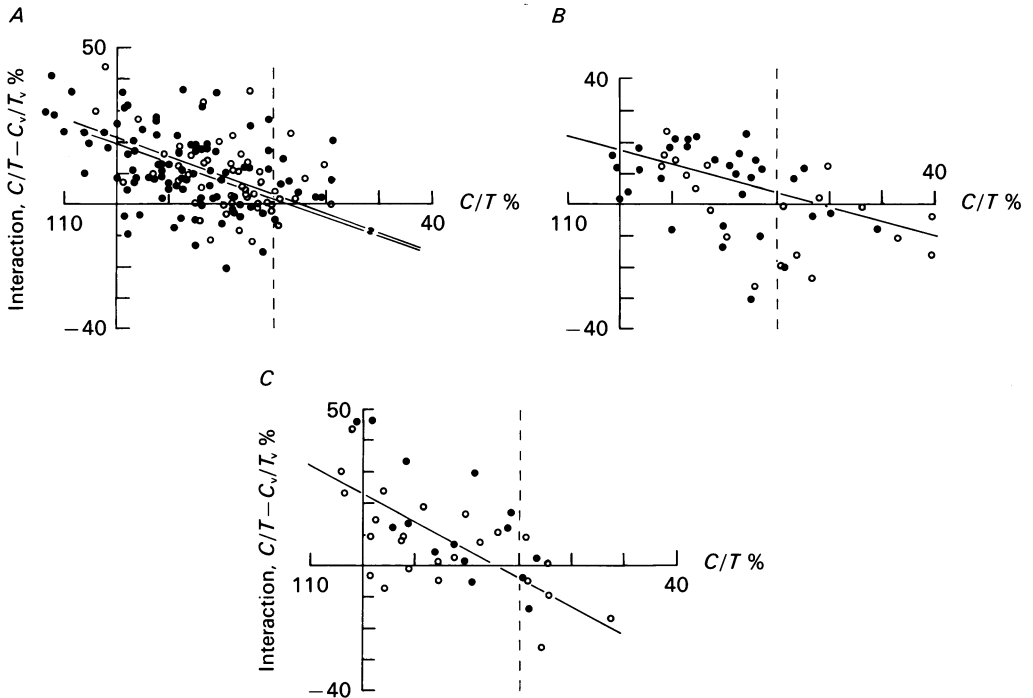 A
B
50
40
40
C/T %
C/T %
110
40
110
−40
−40
Interaction, C/T − Cv/Tv %
C
50
C/T %
110
40
−40
Interaction, C/T − Cv/Tv %